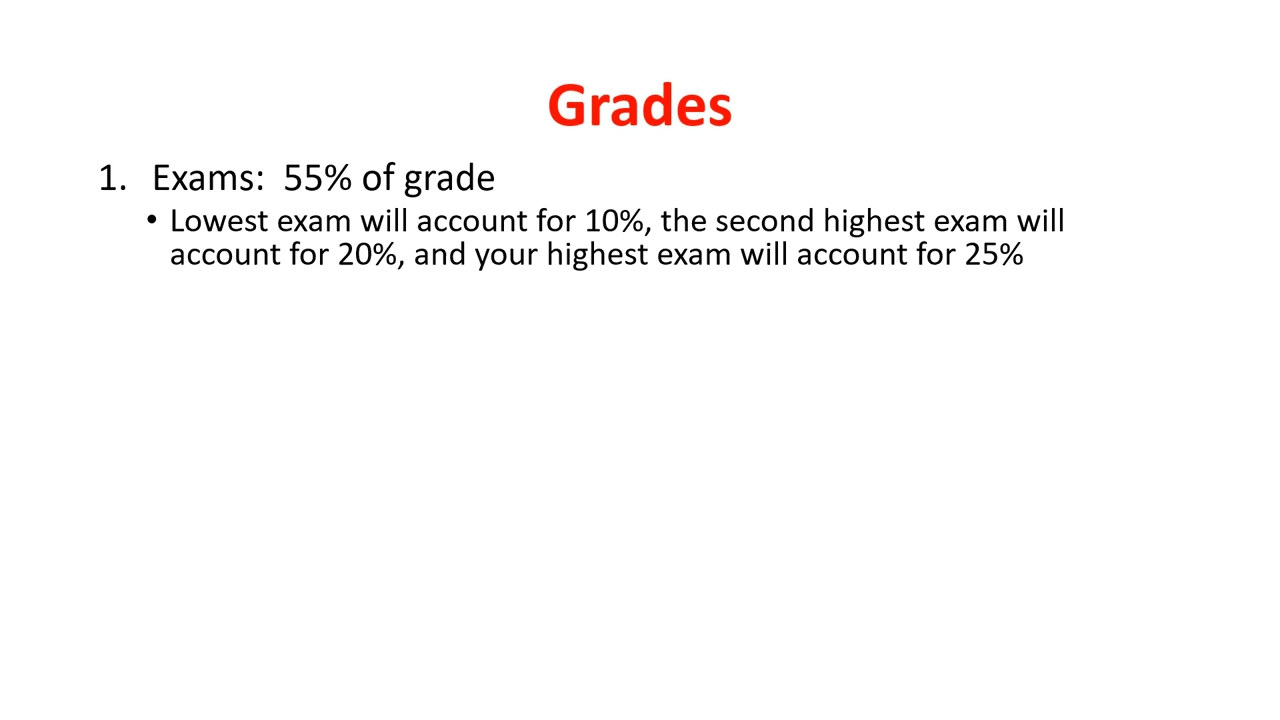 Grades
1. Exams: 55% of grade
• Lowest exam will account for 10%, the second highest exam will
account for 20%, and your highest exam will account for 25%